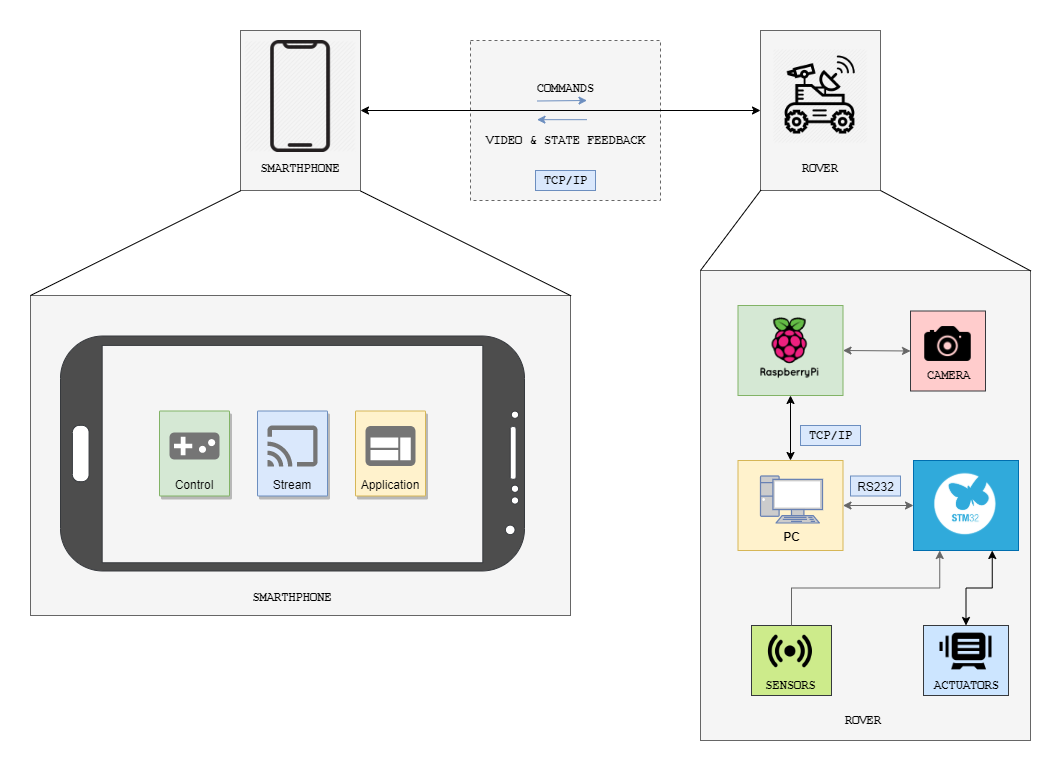 COMMANDS
VIDEO & STATE FEEDBACK
TCP/IP
SMARTHPHONE
ROVER
Control
Stream
Application
SMARTHPHONE
RaspberryPi
CAMERA
TCP/IP
RS232
PC
STM32
SENSORS
ACTUATORS
ROVER